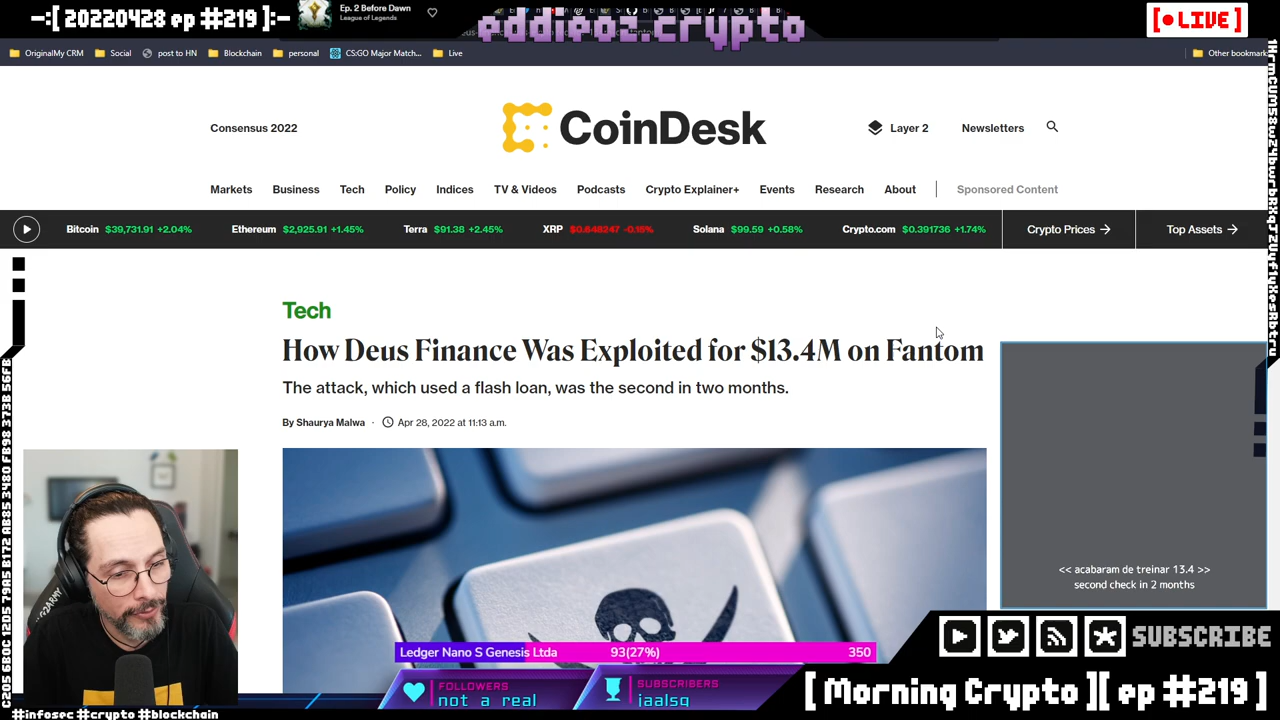 -:[ 20220428 ep #219 ]:-
Ep. 2 Before Dawn
League of Legends
eddieoz.crypto
[●LIVE]
OriginalMy CRM
Social
post to HN
Blockchain
personal
CS:GO Major Match...
Live
Other bookmark
Consensus 2022
CoinDesk
Layer 2
Newsletters
Markets
Business
Tech
Policy
Indices
TV & Videos
Podcasts
Crypto Explainer+
Events
Research
About
Sponsored Content
Bitcoin $39,731.91 +2.04%
Ethereum $2,925.91 +1.45%
Terra $91.38 +2.45%
XRP $0.648247 -0.15%
Solana $99.59 +0.58%
Crypto.com $0.391736 +1.74%
Crypto Prices →
Top Assets →
Tech
How Deus Finance Was Exploited for $13.4M on Fantom
The attack, which used a flash loan, was the second in two months.
By Shaurya Malwa · Apr 28, 2022 at 11:13 a.m.
<< acabaram de treinar 13.4 >>
second check in 2 months
Ledger Nano S Genesis Ltda
93(27%)
350
SUBSCRIBE
FOLLOWERS
not a real
SUBSCRIBERS
iaalsg
[ Morning Crypto ][ ep #219 ]
#infosec #crypto #blockchain